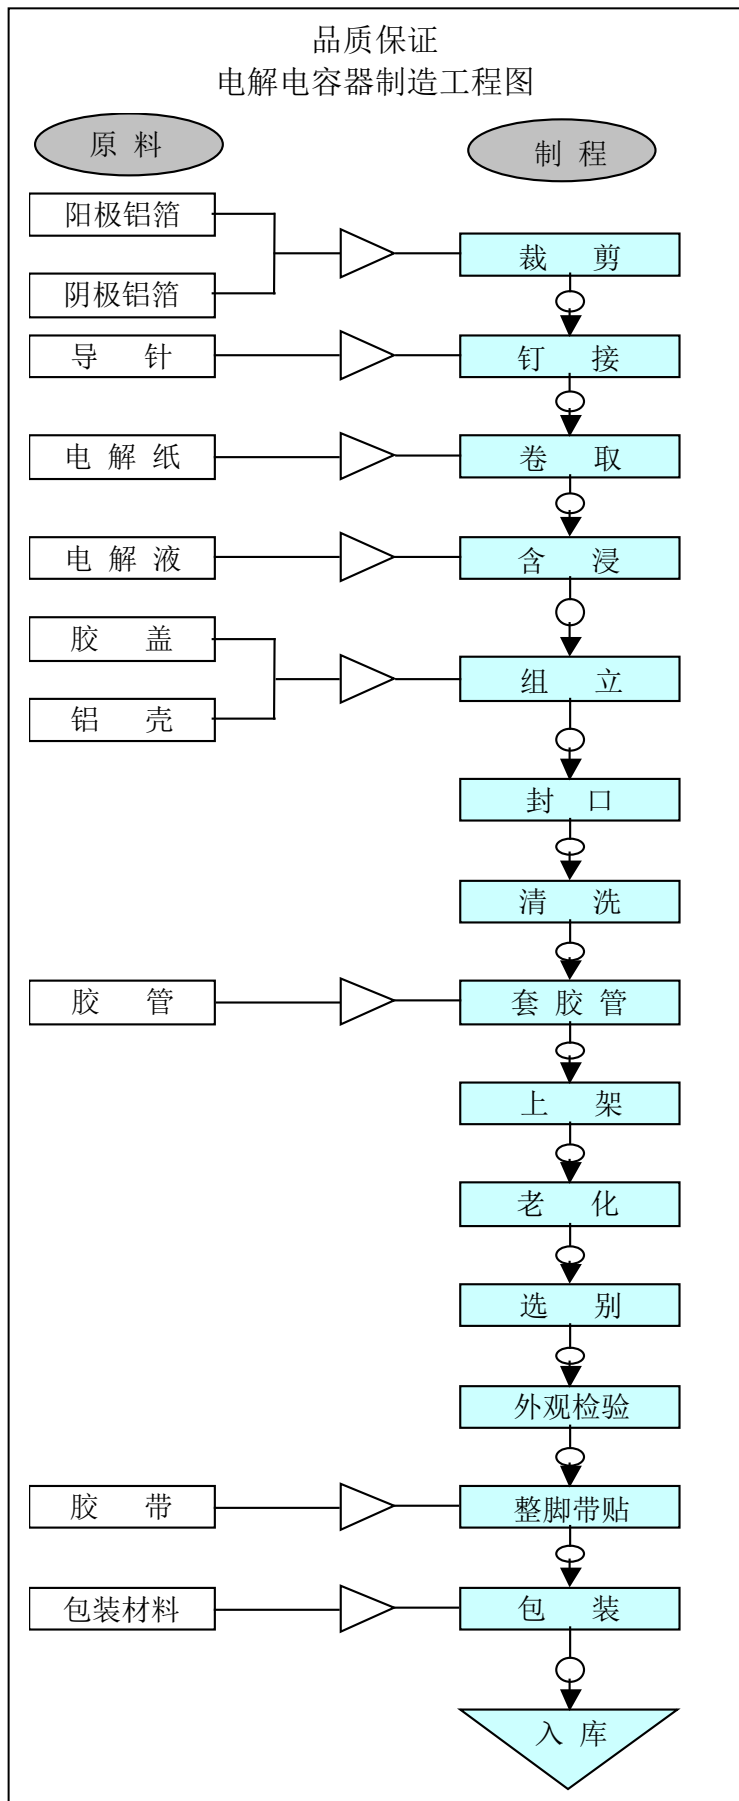 品质保证
电解电容器制造工程图
原 料
制 程
阳极铝箔
裁 剪
阴极铝箔
导 针
钉 接
电 解 纸
卷 取
电 解 液
含 浸
胶 盖
组 立
铝 壳
封 口
清 洗
胶 管
套 胶 管
上 架
老 化
选 别
外观检验
胶 带
整脚带贴
包装材料
包 装
入 库